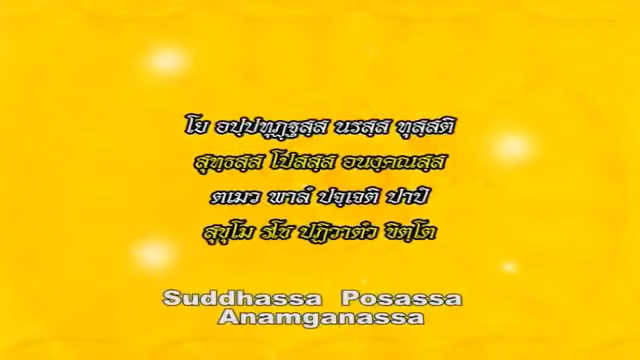 โย อปฺปทุฏฺฐสฺส นรสฺส ทุสฺสติ
สุทฺธสฺส โปสสฺส อนงฺคณสฺส
ตเมว พาลํ ปจฺเจติ ปาปํ
สุขุโม รโช ปฏิวาตํว ขิตฺโต
Suddhassa Posassa
Anamganassa